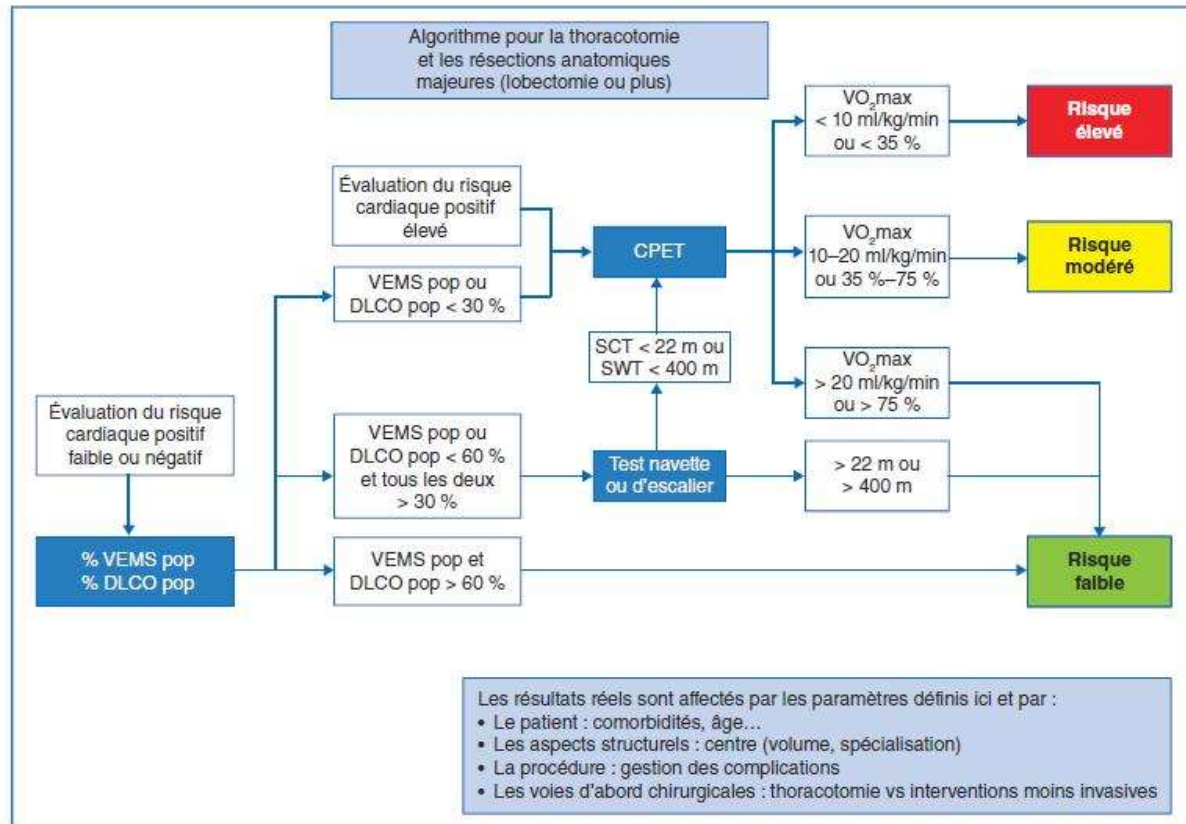 Algorithme pour la thoracotomie
et les résections anatomiques
majeures (lobectomie ou plus)
VO₂max
< 10 ml/kg/min
ou < 35 %
Risque
élevé
Évaluation du risque
cardiaque positif
élevé
CPET
VO₂max
10–20 ml/kg/min
ou 35 %–75 %
Risque
modéré
VEMS pop ou
DLCO pop < 30 %
SCT < 22 m ou
SWT < 400 m
VO₂max
> 20 ml/kg/min
ou > 75 %
Évaluation du risque
cardiaque positif
faible ou négatif
VEMS pop ou
DLCO pop < 60 %
et tous les deux
> 30 %
Test navette
ou d'escalier
> 22 m ou
> 400 m
% VEMS pop
% DLCO pop
VEMS pop et
DLCO pop > 60 %
Risque
faible
Les résultats réels sont affectés par les paramètres définis ici et par :
• Le patient : comorbidités, âge…
• Les aspects structurels : centre (volume, spécialisation)
• La procédure : gestion des complications
• Les voies d'abord chirurgicales : thoracotomie vs interventions moins invasives